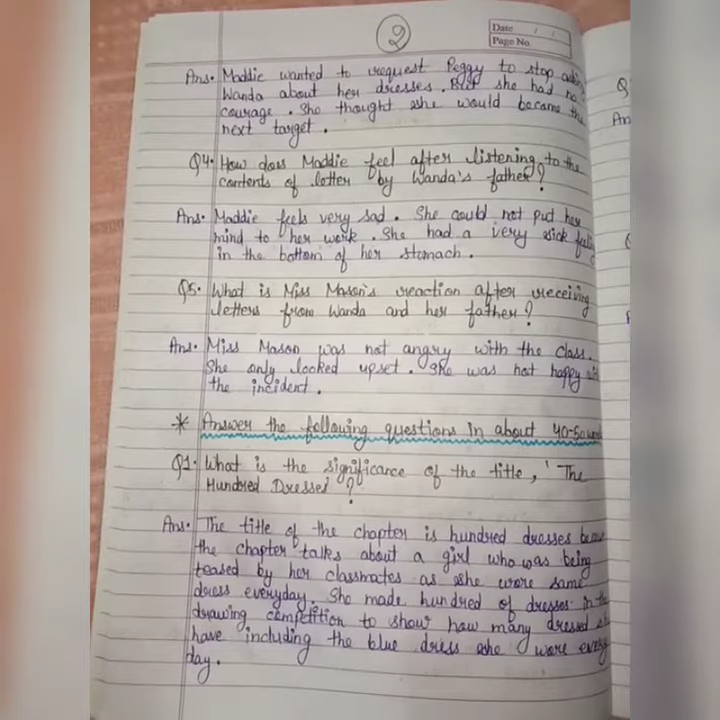 2
Date / /
Page No.
Ans. Maddie wanted to request Peggy to stop asking
Wanda about her dresses. But she had no
courage. She thought she would became the
next target.
Q4. How does Maddie feel after listening to the
contents of letter by Wanda's father?
Ans. Maddie feels very sad. She could not put her
mind to her work. She had a very sick
in the bottom of her stomach.
Q5. What is Miss Mason's reaction after receiving
letters from Wanda and her father?
Ans. Miss Mason was not angry with the class.
She only looked upset. She was not happy
the incident.
* Answer the following questions in about 40-50
Q1. What is the significance of the title, 'The
Hundred Dresses'?
Ans. The title of the chapter is hundred dresses
the chapter talks about a girl who was being
teased by her classmates as she wore same
dress everyday. She made hundred of dresses in the
drawing competition to show how many dressed
have including the blue dress she wore every
day.
Q
An